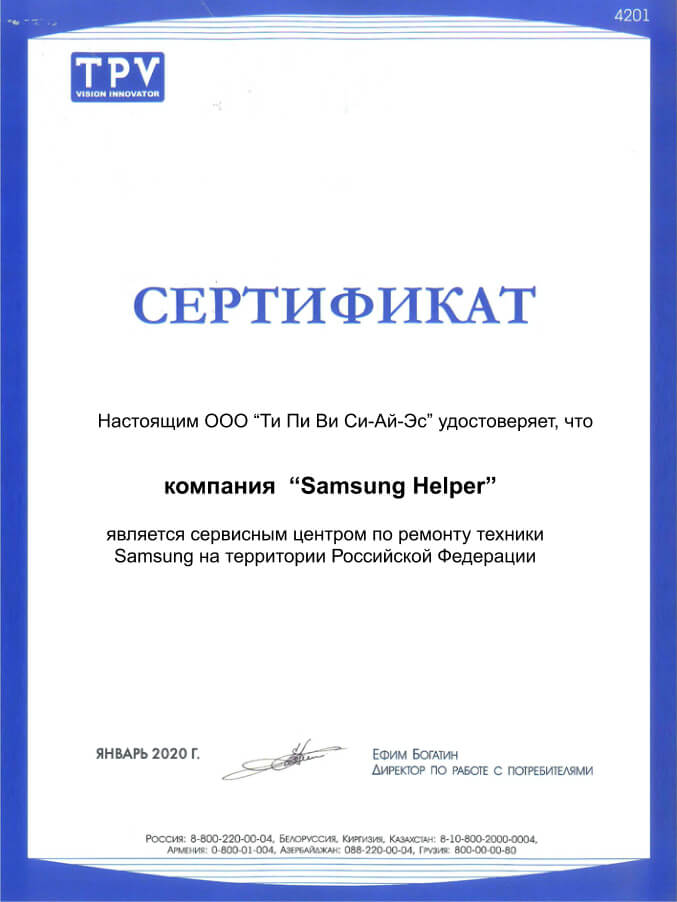 4201
TPV
VISION INNOVATOR
СЕРТИФИКАТ
Настоящим ООО “Ти Пи Ви Си-Ай-Эс” удостоверяет, что
компания “Samsung Helper”
является сервисным центром по ремонту техники
Samsung на территории Российской Федерации
ЯНВАРЬ 2020 Г.
ЕФИМ БОГАТИН
ДИРЕКТОР ПО РАБОТЕ С ПОТРЕБИТЕЛЯМИ
РОССИЯ: 8-800-220-00-04, БЕЛОРУССИЯ, КИРГИЗИЯ, КАЗАХСТАН: 8-10-800-2000-0004,
АРМЕНИЯ: 0-800-01-004, АЗЕРБАЙДЖАН: 088-220-00-04, ГРУЗИЯ: 800-00-00-80